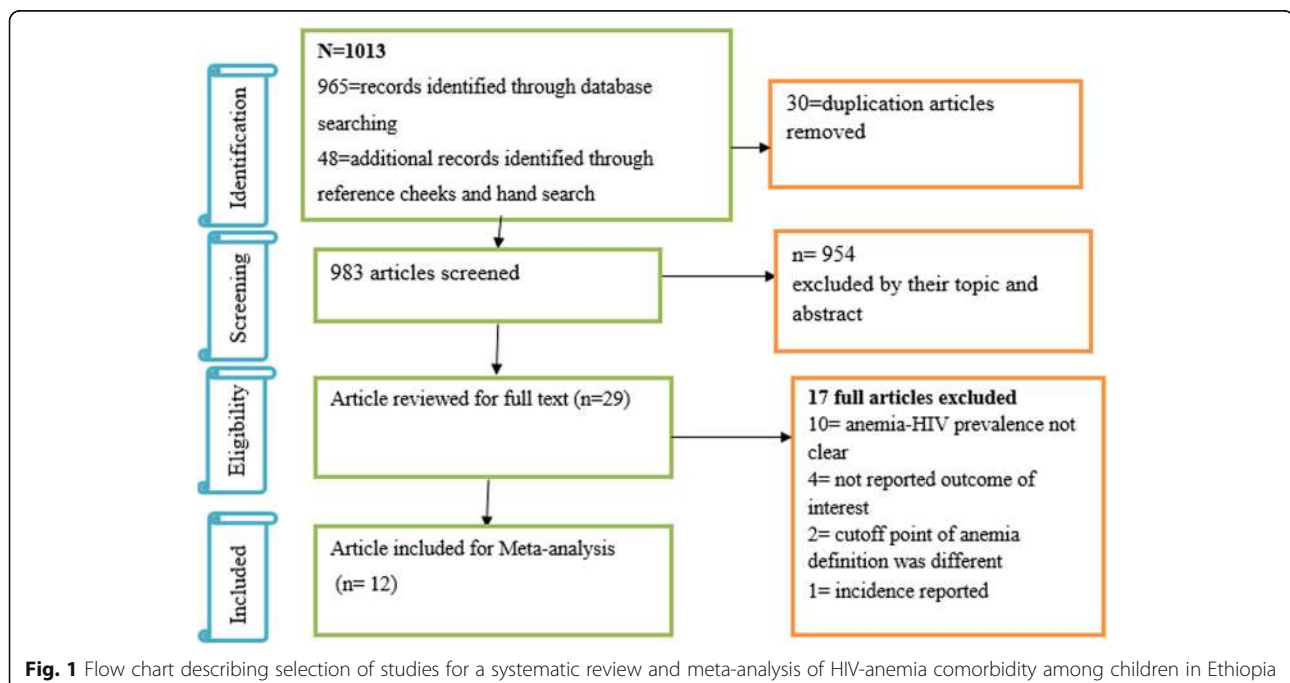 Identification
N=1013
965=records identified through database
searching
48=additional records identified through
reference cheeks and hand search
30=duplication articles
removed
Screening
983 articles screened
n= 954
excluded by their topic and
abstract
Eligibility
Article reviewed for full text (n=29)
17 full articles excluded
10= anemia-HIV prevalence not
clear
4= not reported outcome of
interest
2= cutoff point of anemia
definition was different
1= incidence reported
Included
Article included for Meta-analysis
(n= 12)
Fig. 1 Flow chart describing selection of studies for a systematic review and meta-analysis of HIV-anemia comorbidity among children in Ethiopia